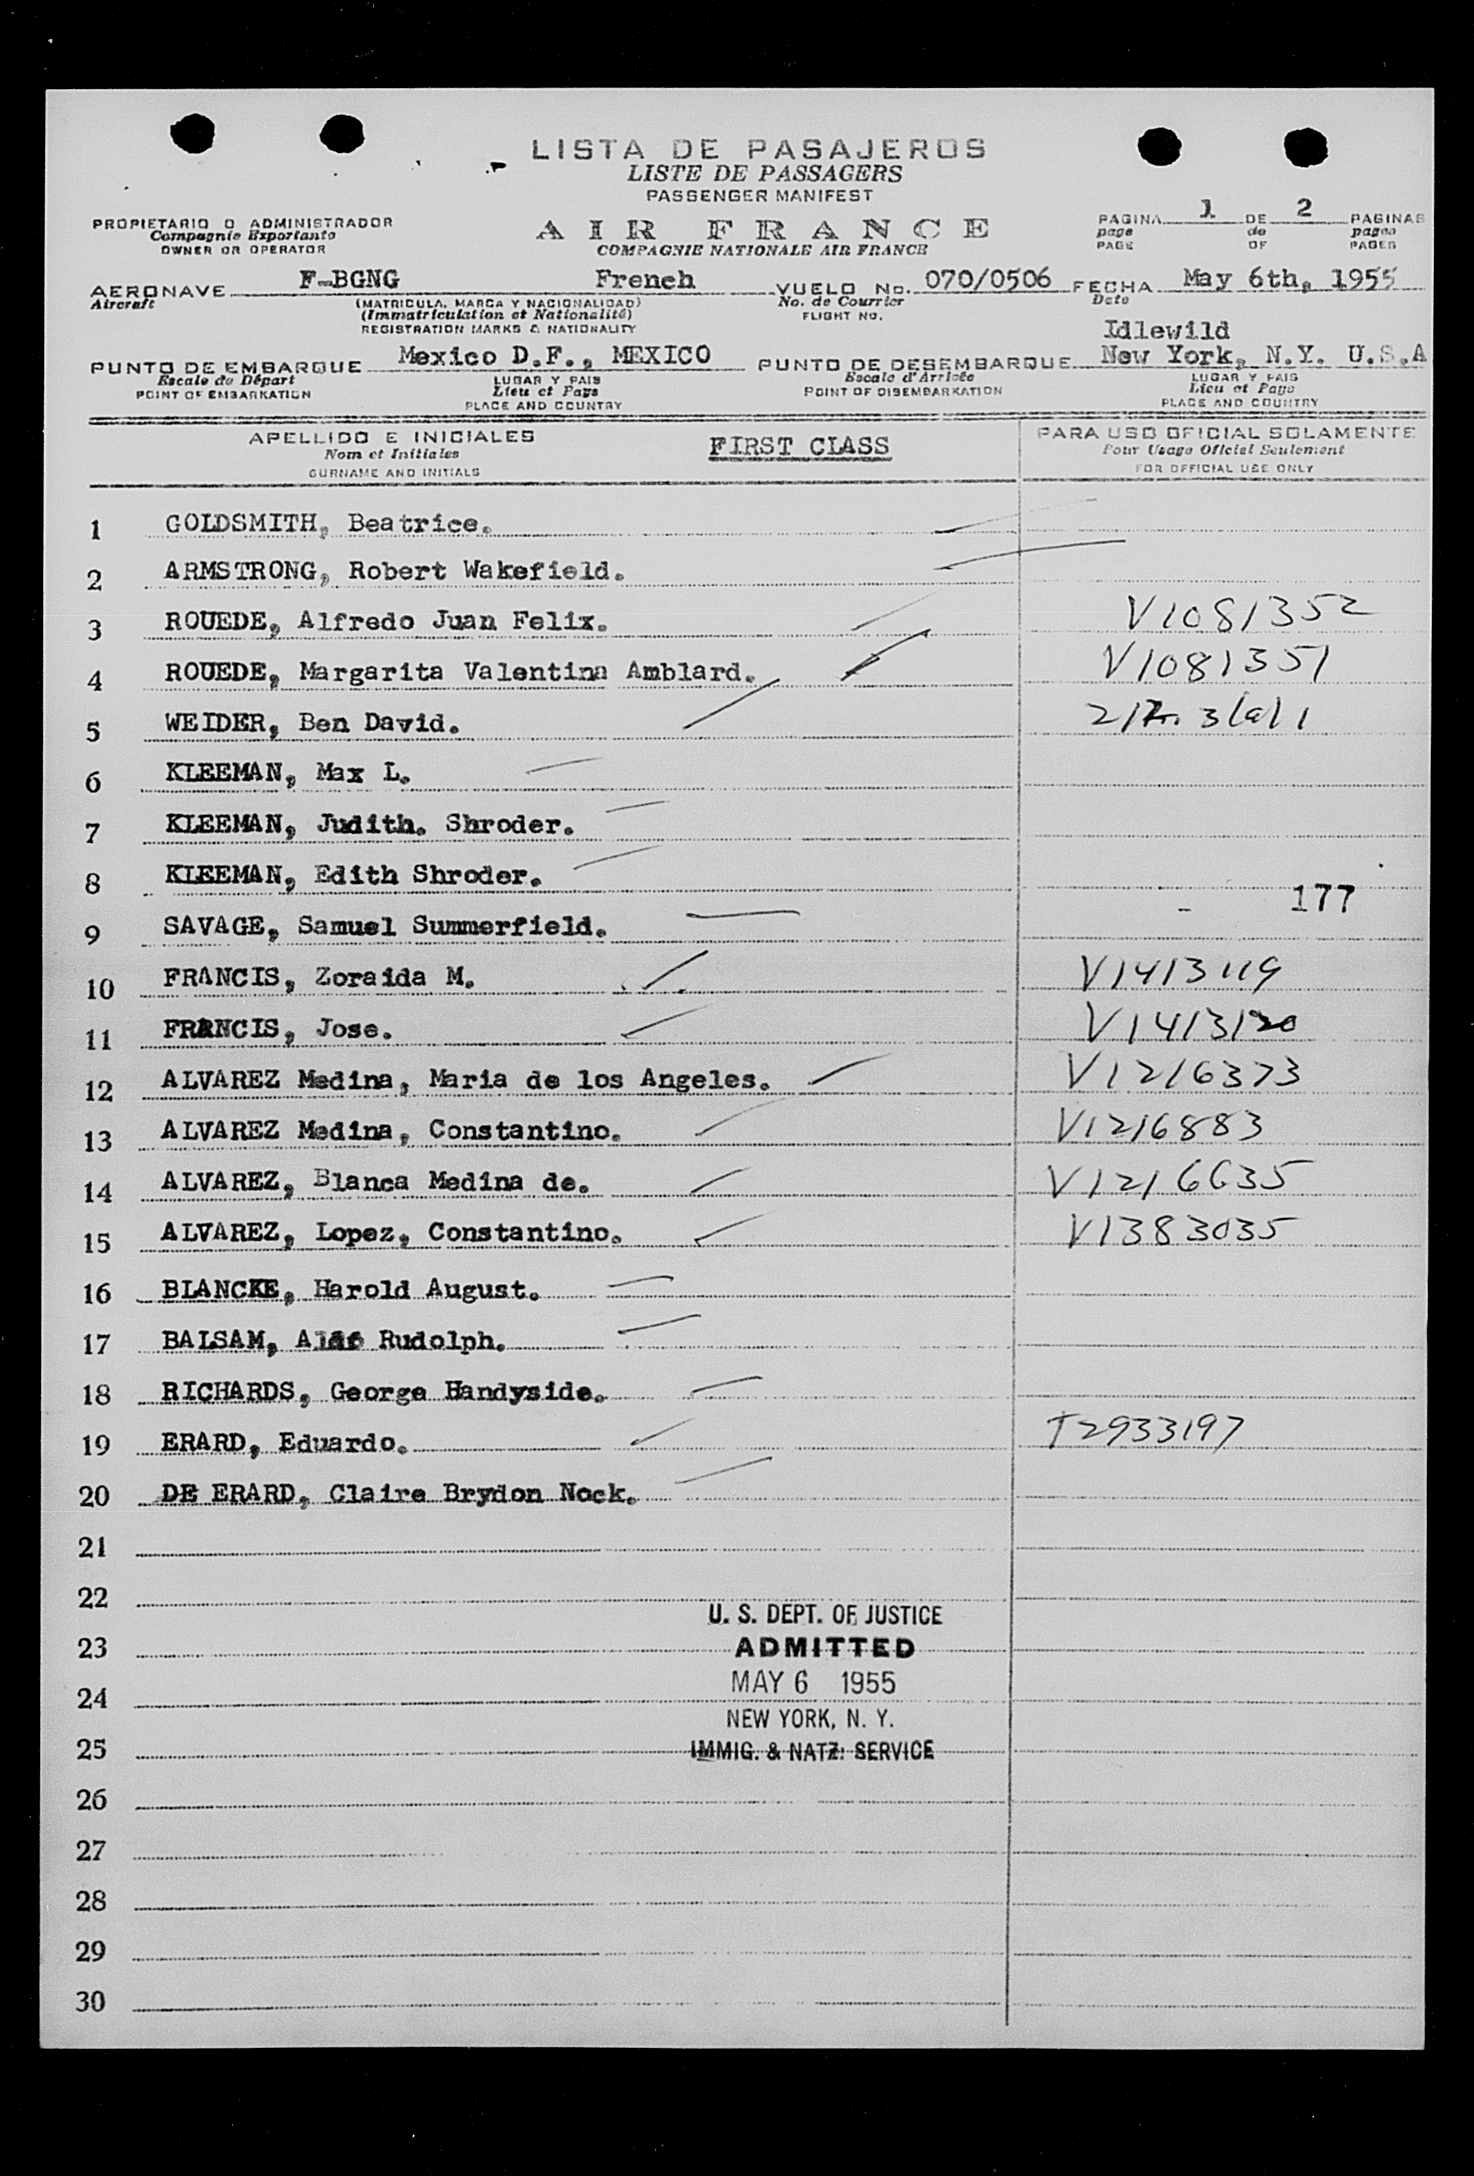 LISTA DE PASAJEROS
LISTE DE PASSAGERS
PASSENGER MANIFEST
PROPIETARIO O ADMINISTRADOR
Compagnie Exportante
OWNER OR OPERATOR
AIR FRANCE
COMPAGNIE NATIONALE AIR FRANCE
PAGINA 1 DE 2 PAGINAS
page de pages
PAGE OF PAGES
AERONAVE F-BGNG French VUELO No. 070/0506 FECHA May 6th, 1955
Aircraft (MATRICULA, MARCA Y NACIONALIDAD) No. de Courrier Date
(Immatriculation et Nationalité) FLIGHT NO.
REGISTRATION MARKS & NATIONALITY
Idlewild
PUNTO DE EMBARQUE Mexico D.F., MEXICO PUNTO DE DESEMBARQUE New York, N.Y. U.S.A
Escale de Départ LUGAR Y PAIS Escale d'Arrivée LUGAR Y PAIS
POINT OF EMBARKATION Lieu et Pays POINT OF DISEMBARKATION Lieu et Pays
PLACE AND COUNTRY PLACE AND COUNTRY
APELLIDO E INICIALES FIRST CLASS PARA USO OFICIAL SOLAMENTE
Nom et Initiales Pour Usage Officiel Seulement
SURNAME AND INITIALS FOR OFFICIAL USE ONLY
1 GOLDSMITH, Beatrice.
2 ARMSTRONG, Robert Wakefield.
3 ROUEDE, Alfredo Juan Felix. V1081352
4 ROUEDE, Margarita Valentina Amblard. V1081351
5 WEIDER, Ben David.
6 KLEEMAN, Max L.
7 KLEEMAN, Judith. Shroder.
8 KLEEMAN, Edith Shroder.
177
9 SAVAGE, Samuel Summerfield.
10 FRANCIS, Zoraida M. V1413119
11 FRANCIS, Jose. V1413120
12 ALVAREZ Medina, Maria de los Angeles. V1216373
13 ALVAREZ Medina, Constantino. V1216883
14 ALVAREZ, Blanca Medina de. V1216635
15 ALVAREZ, Lopez, Constantino. V1383035
16 BLANCKE, Harold August.
17 BALSAM, Rudolph.
18 RICHARDS, George Handyside.
19 ERARD, Eduardo. T2933197
20 DE ERARD, Claire Brydon Nock.
21
22
U. S. DEPT. OF JUSTICE
23 ADMITTED
24 MAY 6 1955
NEW YORK, N. Y.
25 IMMIG. & NATZ. SERVICE
26
27
28
29
30